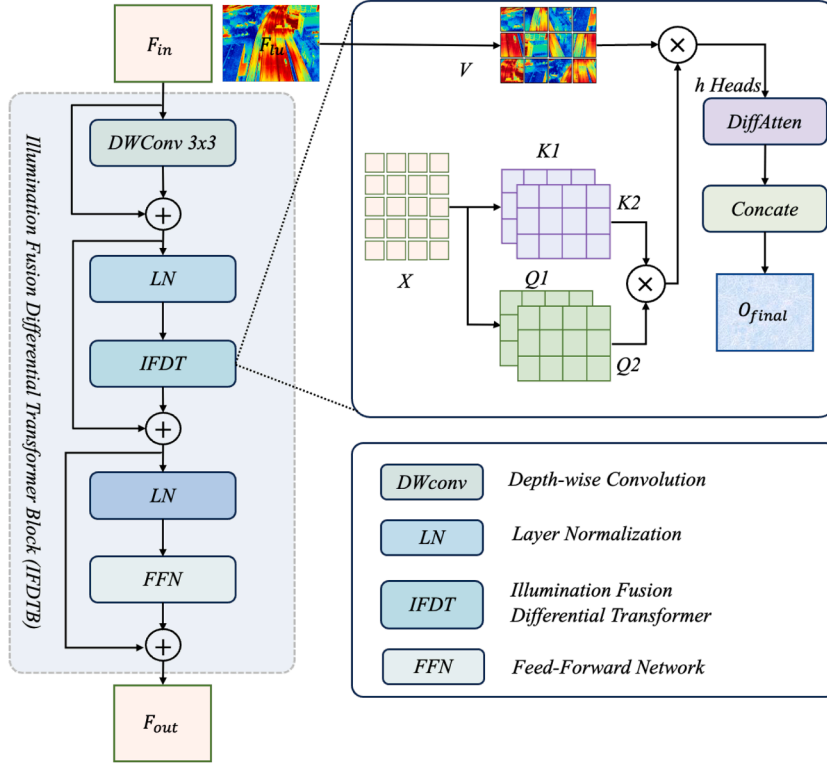 F_in
F_lu
V
h Heads
DiffAtten
Concate
O_final
K1
K2
X
Q1
Q2
Illumination Fusion Differential Transformer Block (IFDTB)
DWConv 3x3
+
LN
IFDT
+
LN
FFN
+
F_out
×
×
DWconv Depth-wise Convolution
LN Layer Normalization
IFDT Illumination Fusion
Differential Transformer
FFN Feed-Forward Network